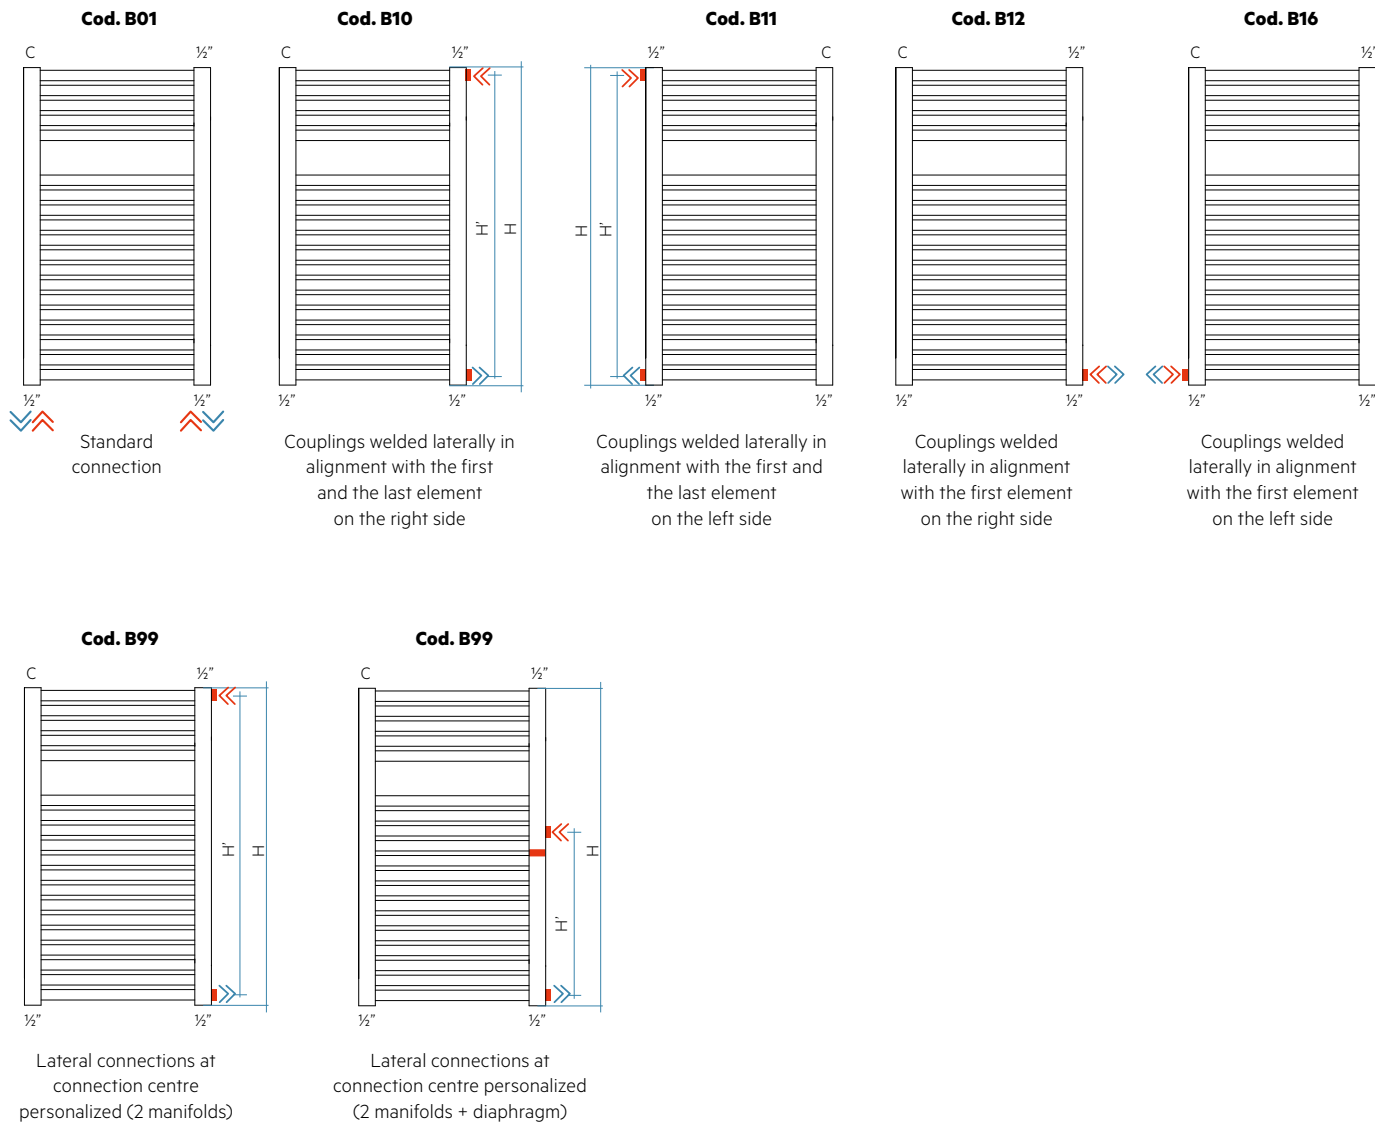 Cod. B01
Cod. B10
Cod. B11
Cod. B12
Cod. B16
C ½”
C ½”
½” C
C ½”
C ½”
H' H
H H'
½” ½”
½” ½”
½” ½”
½” ½”
½” ½”
Standard
connection
Couplings welded laterally in
alignment with the first
and the last element
on the right side
Couplings welded laterally in
alignment with the first and
the last element
on the left side
Couplings welded
laterally in alignment
with the first element
on the right side
Couplings welded
laterally in alignment
with the first element
on the left side
Cod. B99
Cod. B99
C ½”
C ½”
H' H
H
H'
½” ½”
½” ½”
Lateral connections at
connection centre
personalized (2 manifolds)
Lateral connections at
connection centre personalized
(2 manifolds + diaphragm)